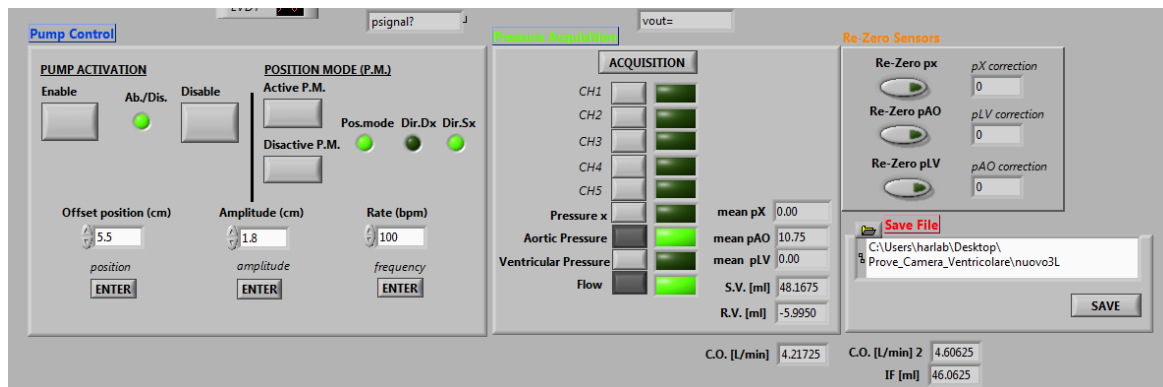 LVDT
psignal?
vout=
Pump Control
Pressure Acquisition
Re-Zero Sensors
PUMP ACTIVATION
POSITION MODE (P.M.)
Enable
Ab./Dis.
Disable
Active P.M.
Pos.mode Dir.Dx Dir.Sx
Disactive P.M.
Offset position (cm)
Amplitude (cm)
Rate (bpm)
5.5
1.8
100
position
amplitude
frequency
ENTER
ENTER
ENTER
ACQUISITION
CH1
CH2
CH3
CH4
CH5
Pressure x
mean pX 0.00
Aortic Pressure
mean pAO 10.75
Ventricular Pressure
mean pLV 0.00
Flow
S.V. [ml] 48.1675
R.V. [ml] -5.9950
C.O. [L/min] 4.21725
Re-Zero px
pX correction
0
Re-Zero pAO
pLV correction
0
Re-Zero pLV
pAO correction
0
Save File
C:\Users\harlab\Desktop\
Prove_Camera_Ventricolare\nuovo3L
SAVE
C.O. [L/min] 2 4.60625
IF [ml] 46.0625